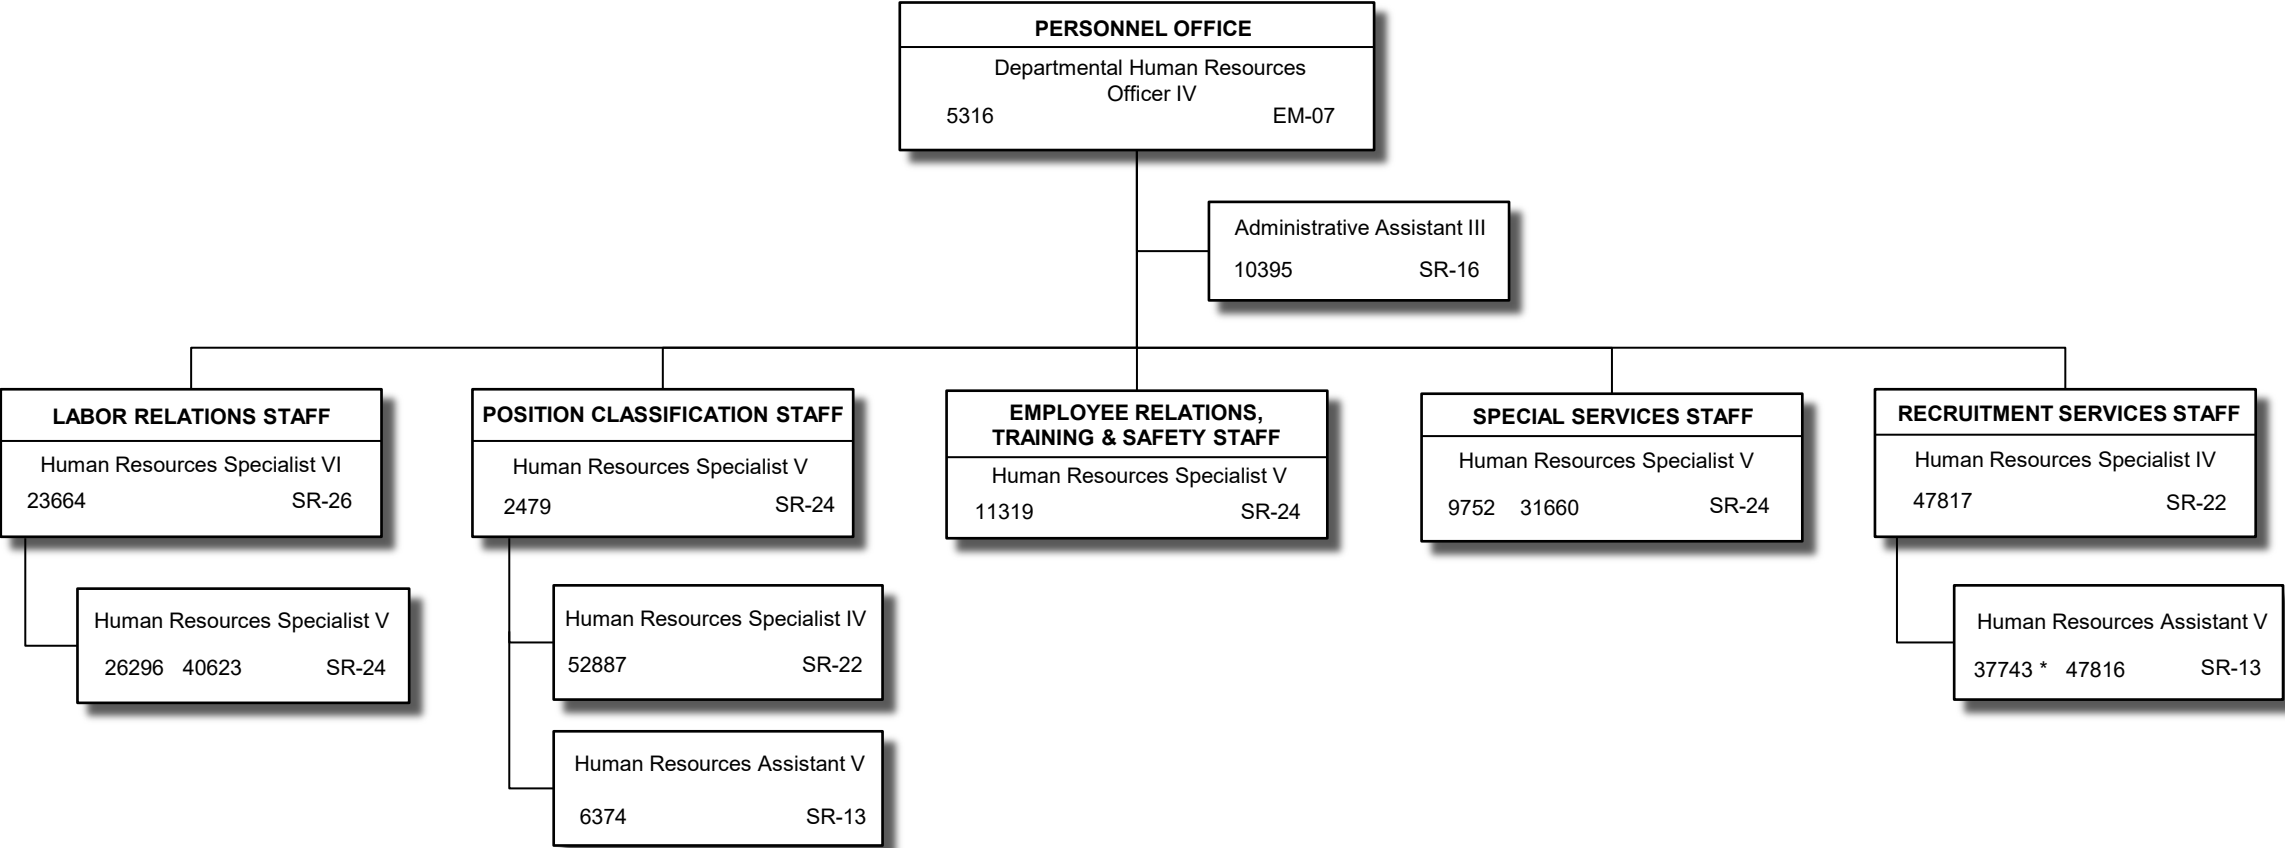 PERSONNEL OFFICE
Departmental Human Resources
Officer IV
5316 EM-07
Administrative Assistant III
10395 SR-16
LABOR RELATIONS STAFF
Human Resources Specialist VI
23664 SR-26
Human Resources Specialist V
26296 40623 SR-24
POSITION CLASSIFICATION STAFF
Human Resources Specialist V
2479 SR-24
Human Resources Specialist IV
52887 SR-22
Human Resources Assistant V
6374 SR-13
EMPLOYEE RELATIONS,
TRAINING & SAFETY STAFF
Human Resources Specialist V
11319 SR-24
SPECIAL SERVICES STAFF
Human Resources Specialist V
9752 31660 SR-24
RECRUITMENT SERVICES STAFF
Human Resources Specialist IV
47817 SR-22
Human Resources Assistant V
37743 * 47816 SR-13